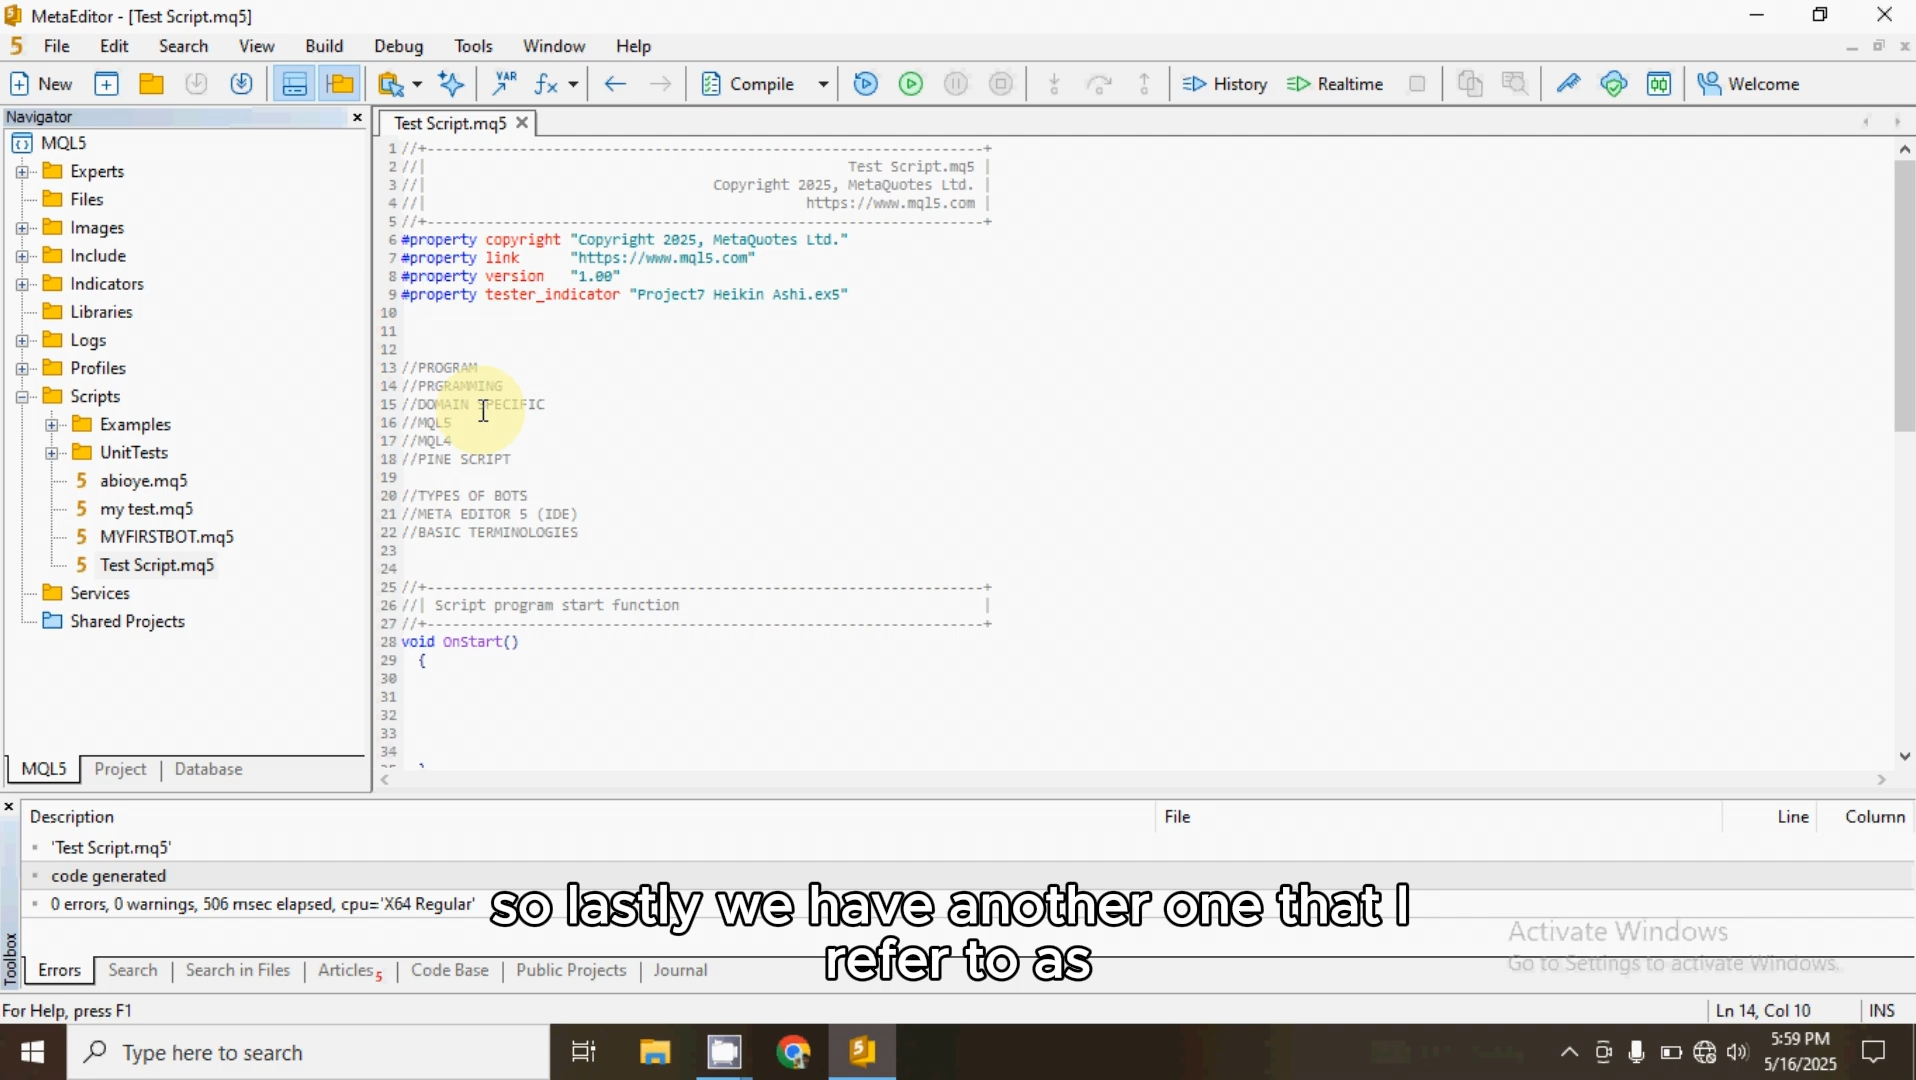 MetaEditor - [Test Script.mq5]
File Edit Search View Build Debug Tools Window Help
New VAR Compile History Realtime Welcome
Navigator
MQL5
Experts
Files
Images
Include
Indicators
Libraries
Logs
Profiles
Scripts
Examples
UnitTests
abioye.mq5
my test.mq5
MYFIRSTBOT.mq5
Test Script.mq5
Services
Shared Projects
MQL5 Project Database
Test Script.mq5
1 //+------------------------------------------------------------------+
2 //| Test Script.mq5 |
3 //| Copyright 2025, MetaQuotes Ltd. |
4 //| https://www.mql5.com |
5 //+------------------------------------------------------------------+
6 #property copyright "Copyright 2025, MetaQuotes Ltd."
7 #property link "https://www.mql5.com"
8 #property version "1.00"
9 #property tester_indicator "Project7 Heikin Ashi.ex5"
10
11
12
13 //PROGRAM
14 //PRGRAMMING
15 //DOMAIN SPECIFIC
16 //MQL5
17 //MQL4
18 //PINE SCRIPT
19
20 //TYPES OF BOTS
21 //META EDITOR 5 (IDE)
22 //BASIC TERMINOLOGIES
23
24
25 //+------------------------------------------------------------------+
26 //| Script program start function |
27 //+------------------------------------------------------------------+
28 void OnStart()
29 {
30
31
32
33
34
Description File Line Column
'Test Script.mq5'
code generated
0 errors, 0 warnings, 506 msec elapsed, cpu='X64 Regular'
so lastly we have another one that I
refer to as
Activate Windows
Go to Settings to activate Windows.
Toolbox
Errors Search Search in Files Articles 5 Code Base Public Projects Journal
For Help, press F1
Ln 14, Col 10 INS
Type here to search
5:59 PM
5/16/2025